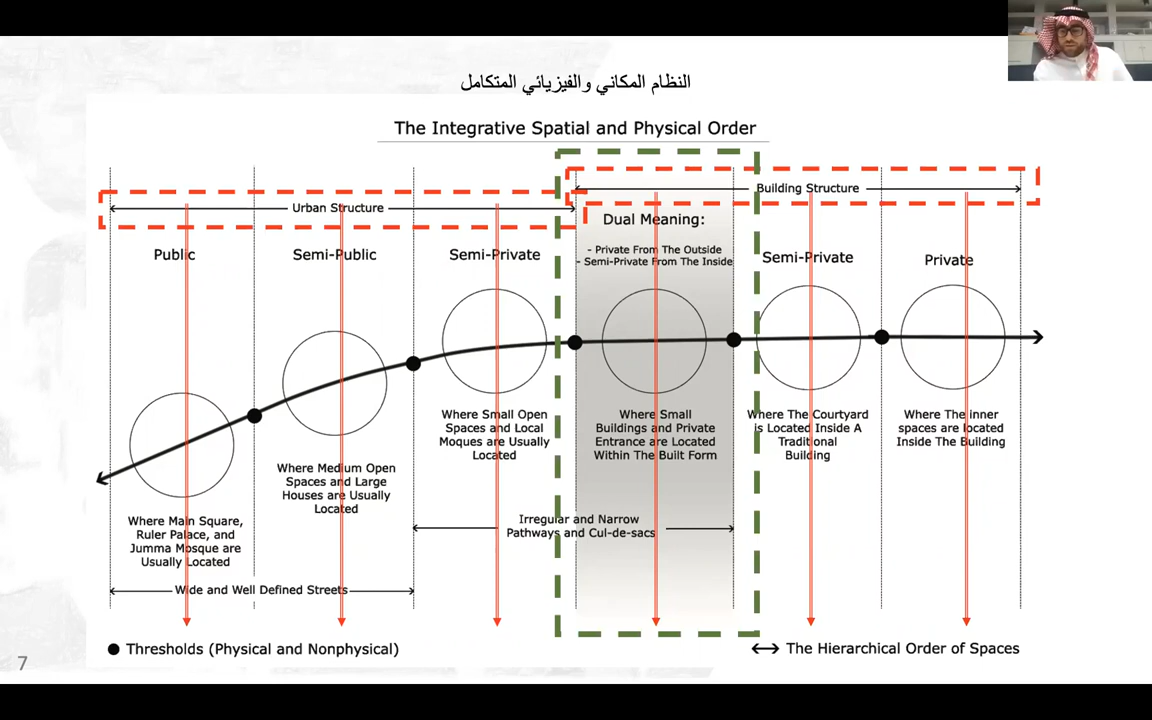 النظام المكاني والفيزيائي المتكامل
The Integrative Spatial and Physical Order
Building Structure
Urban Structure
Dual Meaning:
- Private From The Outside
- Semi-Private From The Inside
Public
Semi-Public
Semi-Private
Semi-Private
Private
Where Main Square,
Ruler Palace, and
Jumma Mosque are
Usually Located
Where Medium Open
Spaces and Large
Houses are Usually
Located
Where Small Open
Spaces and Local
Moques are Usually
Located
Where Small
Buildings and Private
Entrance are Located
Within The Built Form
Where The Courtyard
is Located Inside A
Traditional
Building
Where The inner
spaces are located
Inside The Building
Irregular and Narrow
Pathways and Cul-de-sacs
Wide and Well Defined Streets
Thresholds (Physical and Nonphysical)
The Hierarchical Order of Spaces
7